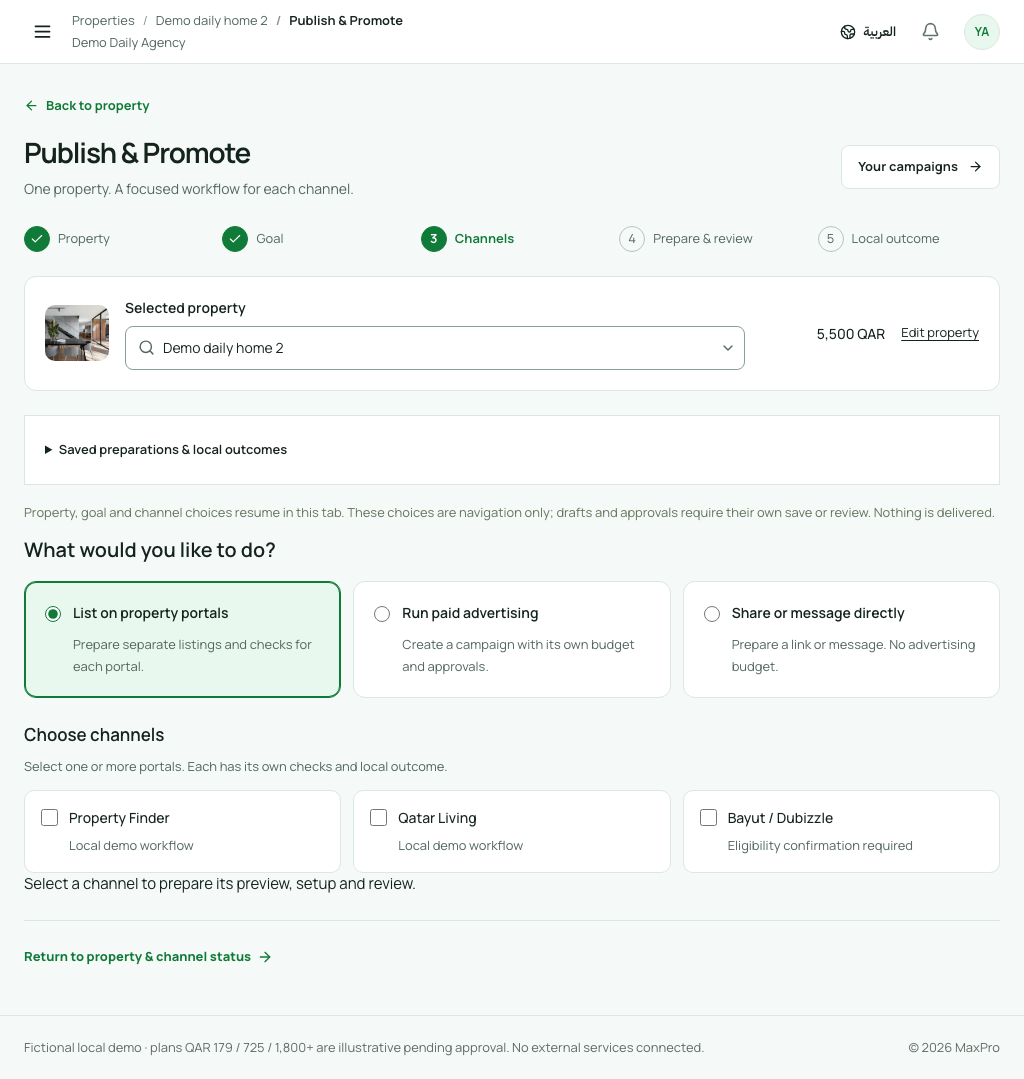 Properties / Demo daily home 2 / Publish & Promote
Demo Daily Agency
العربية
YA
Back to property
Publish & Promote
One property. A focused workflow for each channel.
Your campaigns
Property
Goal
3 Channels
4 Prepare & review
5 Local outcome
Selected property
Demo daily home 2
5,500 QAR
Edit property
Saved preparations & local outcomes
Property, goal and channel choices resume in this tab. These choices are navigation only; drafts and approvals require their own save or review. Nothing is delivered.
What would you like to do?
List on property portals
Prepare separate listings and checks for
each portal.
Run paid advertising
Create a campaign with its own budget
and approvals.
Share or message directly
Prepare a link or message. No advertising
budget.
Choose channels
Select one or more portals. Each has its own checks and local outcome.
Property Finder
Local demo workflow
Qatar Living
Local demo workflow
Bayut / Dubizzle
Eligibility confirmation required
Select a channel to prepare its preview, setup and review.
Return to property & channel status
Fictional local demo · plans QAR 179 / 725 / 1,800+ are illustrative pending approval. No external services connected.
© 2026 MaxPro